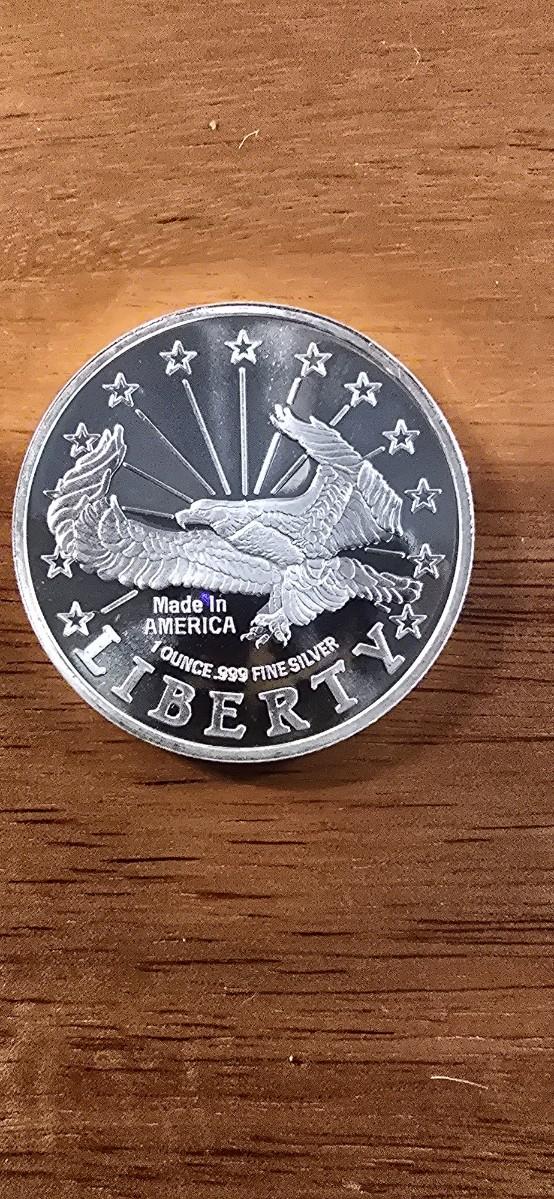 Made In
AMERICA
1 OUNCE .999 FINE SILVER
LIBERTY